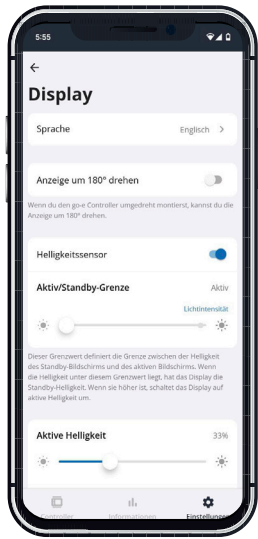 5:55
Display
Sprache Englisch
Anzeige um 180° drehen
Wenn du den go-e Controller umgedreht montierst, kannst du die
Anzeige um 180° drehen.
Helligkeitssensor
Aktiv/Standby-Grenze Aktiv
Lichtintensität
Dieser Grenzwert definiert die Grenze zwischen der Helligkeit
des Standby-Bildschirms und des aktiven Bildschirms. Wenn
die Helligkeit unter diesem Grenzwert liegt, hat das Display die
Standby-Helligkeit. Wenn sie höher ist, schaltet das Display auf
aktive Helligkeit um.
Aktive Helligkeit 33%
Controller Informationen Einstellungen